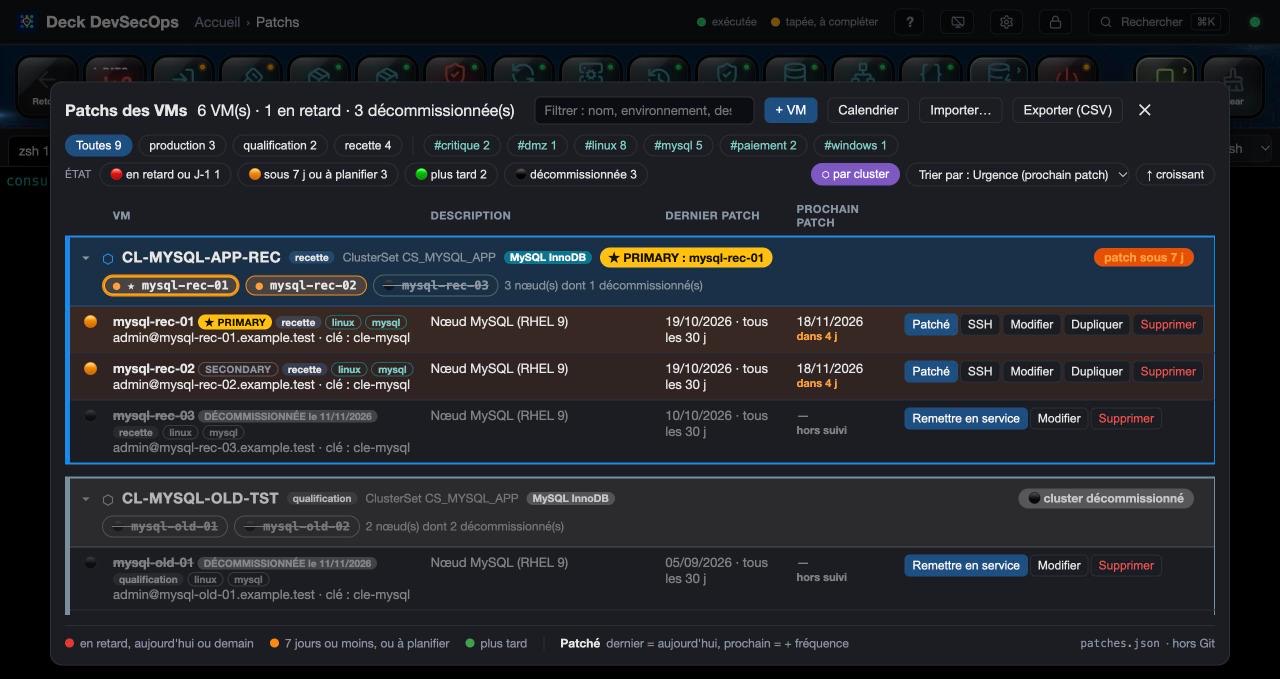 Deck DevSecOps Accueil › Patchs exécutée tapée, à compléter ? Rechercher ⌘K
zsh 1
Patchs des VMs 6 VM(s) · 1 en retard · 3 décommissionnée(s) Filtrer : nom, environnement, des + VM Calendrier Importer… Exporter (CSV) ✕
Toutes 9 production 3 qualification 2 recette 4 #critique 2 #dmz 1 #linux 8 #mysql 5 #paiement 2 #windows 1
ÉTAT en retard ou J-1 1 sous 7 j ou à planifier 3 plus tard 2 décommissionnée 3 par cluster Trier par : Urgence (prochain patch) ↑ croissant
VM DESCRIPTION DERNIER PATCH PROCHAIN PATCH
CL-MYSQL-APP-REC recette ClusterSet CS_MYSQL_APP MySQL InnoDB ★ PRIMARY : mysql-rec-01 patch sous 7 j
★ mysql-rec-01 mysql-rec-02 mysql-rec-03 3 nœud(s) dont 1 décommissionné(s)
mysql-rec-01 ★ PRIMARY recette linux mysql Nœud MySQL (RHEL 9) 19/10/2026 · tous 18/11/2026 Patché SSH Modifier Dupliquer Supprimer
admin@mysql-rec-01.example.test · clé : cle-mysql les 30 j dans 4 j
mysql-rec-02 SECONDARY recette linux mysql Nœud MySQL (RHEL 9) 19/10/2026 · tous 18/11/2026 Patché SSH Modifier Dupliquer Supprimer
admin@mysql-rec-02.example.test · clé : cle-mysql les 30 j dans 4 j
mysql-rec-03 DÉCOMMISSIONNÉE le 11/11/2026 Nœud MySQL (RHEL 9) 10/10/2026 · tous — Remettre en service Modifier Supprimer
recette linux mysql les 30 j hors suivi
admin@mysql-rec-03.example.test · clé : cle-mysql
CL-MYSQL-OLD-TST qualification ClusterSet CS_MYSQL_APP MySQL InnoDB cluster décommissionné
mysql-old-01 mysql-old-02 2 nœud(s) dont 2 décommissionné(s)
mysql-old-01 DÉCOMMISSIONNÉE le 11/11/2026 Nœud MySQL (RHEL 9) 05/09/2026 · tous — Remettre en service Modifier Supprimer
qualification linux mysql les 30 j hors suivi
admin@mysql-old-01.example.test · clé : cle-mysql
en retard, aujourd'hui ou demain 7 jours ou moins, ou à planifier plus tard Patché dernier = aujourd'hui, prochain = + fréquence patches.json · hors Git